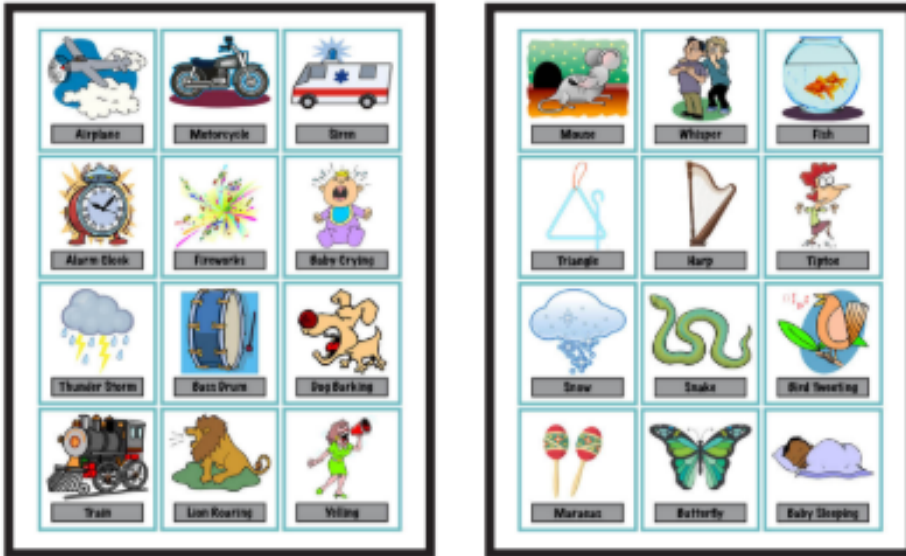 Airplane
Motorcycle
Siren
Alarm Clock
Fireworks
Baby Crying
Thunder Storm
Bass Drum
Dog Barking
Train
Lion Roaring
Yelling
Mouse
Whisper
Fish
Triangle
Harp
Tiptoe
Snow
Snake
Bird Tweeting
Maracas
Butterfly
Baby Sleeping